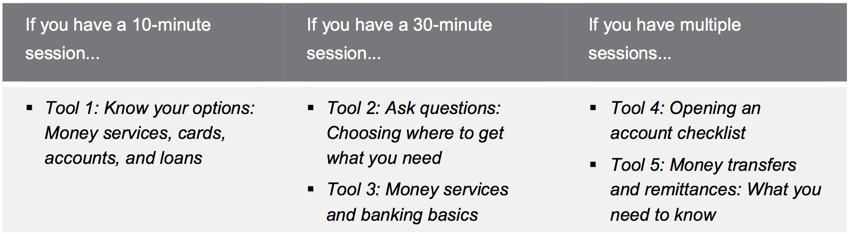 If you have a 10-minute
session...
If you have a 30-minute
session...
If you have multiple
sessions...
▪ Tool 1: Know your options:
Money services, cards,
accounts, and loans
▪ Tool 2: Ask questions:
Choosing where to get
what you need
▪ Tool 3: Money services
and banking basics
▪ Tool 4: Opening an
account checklist
▪ Tool 5: Money transfers
and remittances: What you
need to know